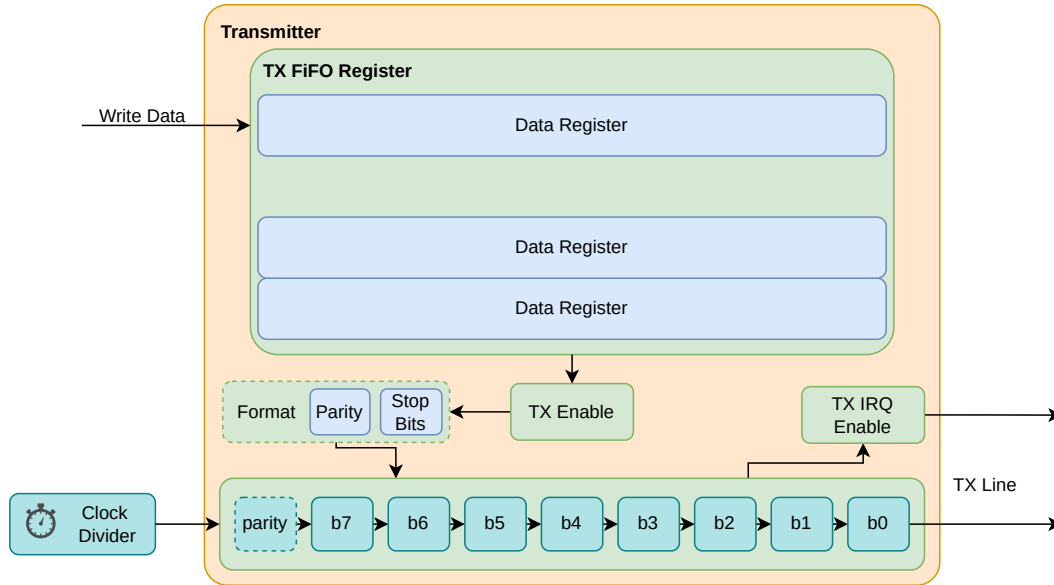 Transmitter
TX FiFO Register
Write Data
Data Register
Data Register
Data Register
Format
Parity
Stop
Bits
TX Enable
TX IRQ
Enable
TX Line
Clock
Divider
parity
b7
b6
b5
b4
b3
b2
b1
b0